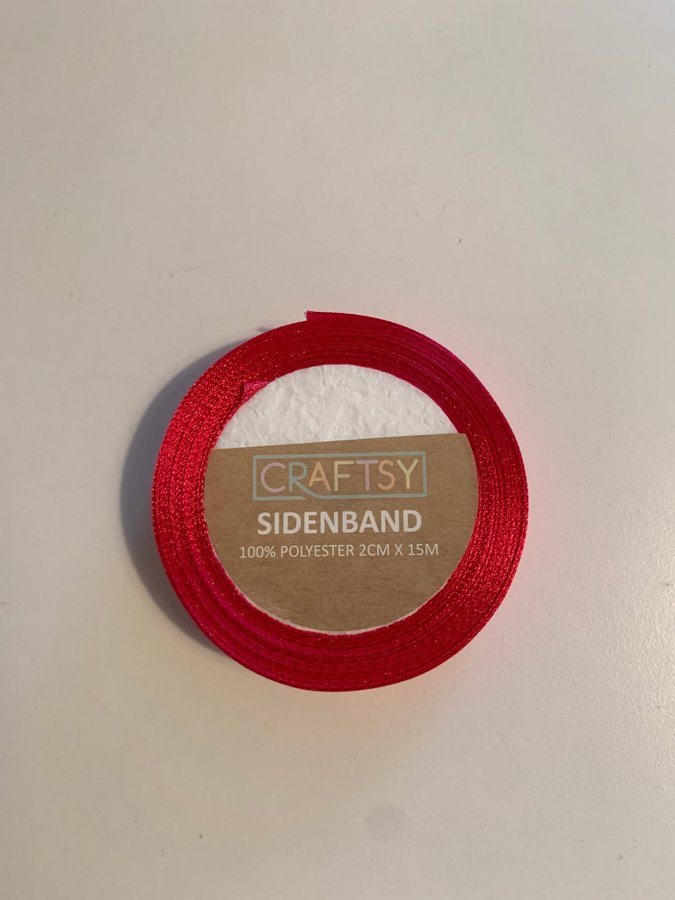 CRAFTSY
SIDENBAND
100% POLYESTER 2CM X 15M